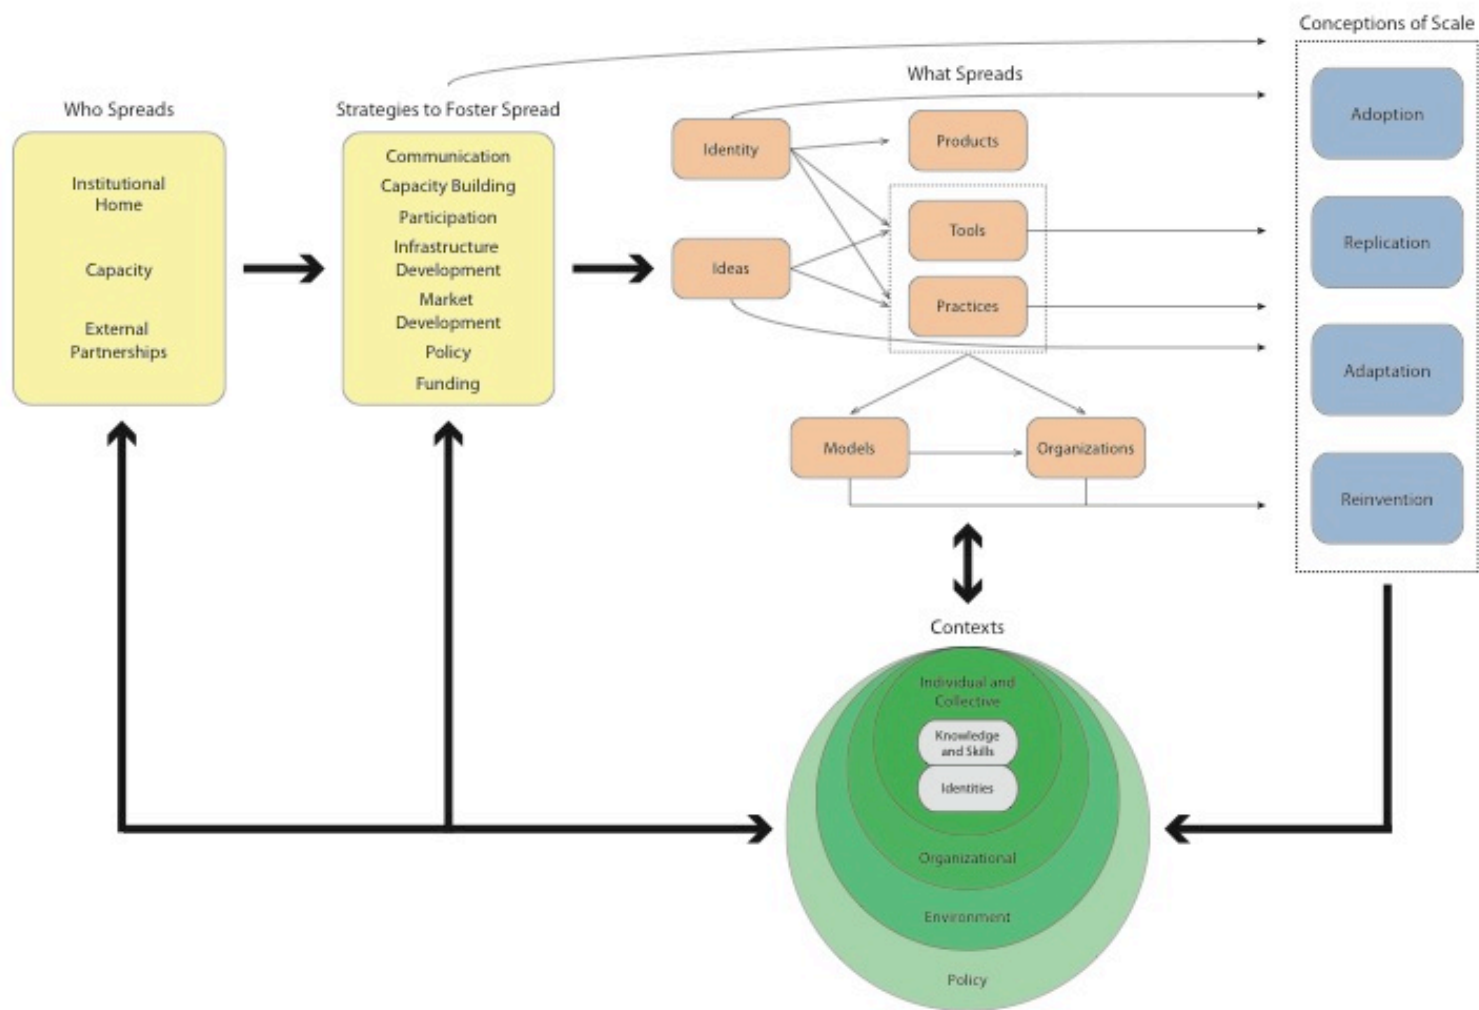 Conceptions of Scale
What Spreads
Who Spreads
Strategies to Foster Spread
Institutional
Home
Capacity
External
Partnerships
Communication
Capacity Building
Participation
Infrastructure
Development
Market
Development
Policy
Funding
Identity
Ideas
Products
Tools
Practices
Models
Organizations
Adoption
Replication
Adaptation
Reinvention
Contexts
Individual and
Collective
Knowledge
and Skills
Identities
Organizational
Environment
Policy